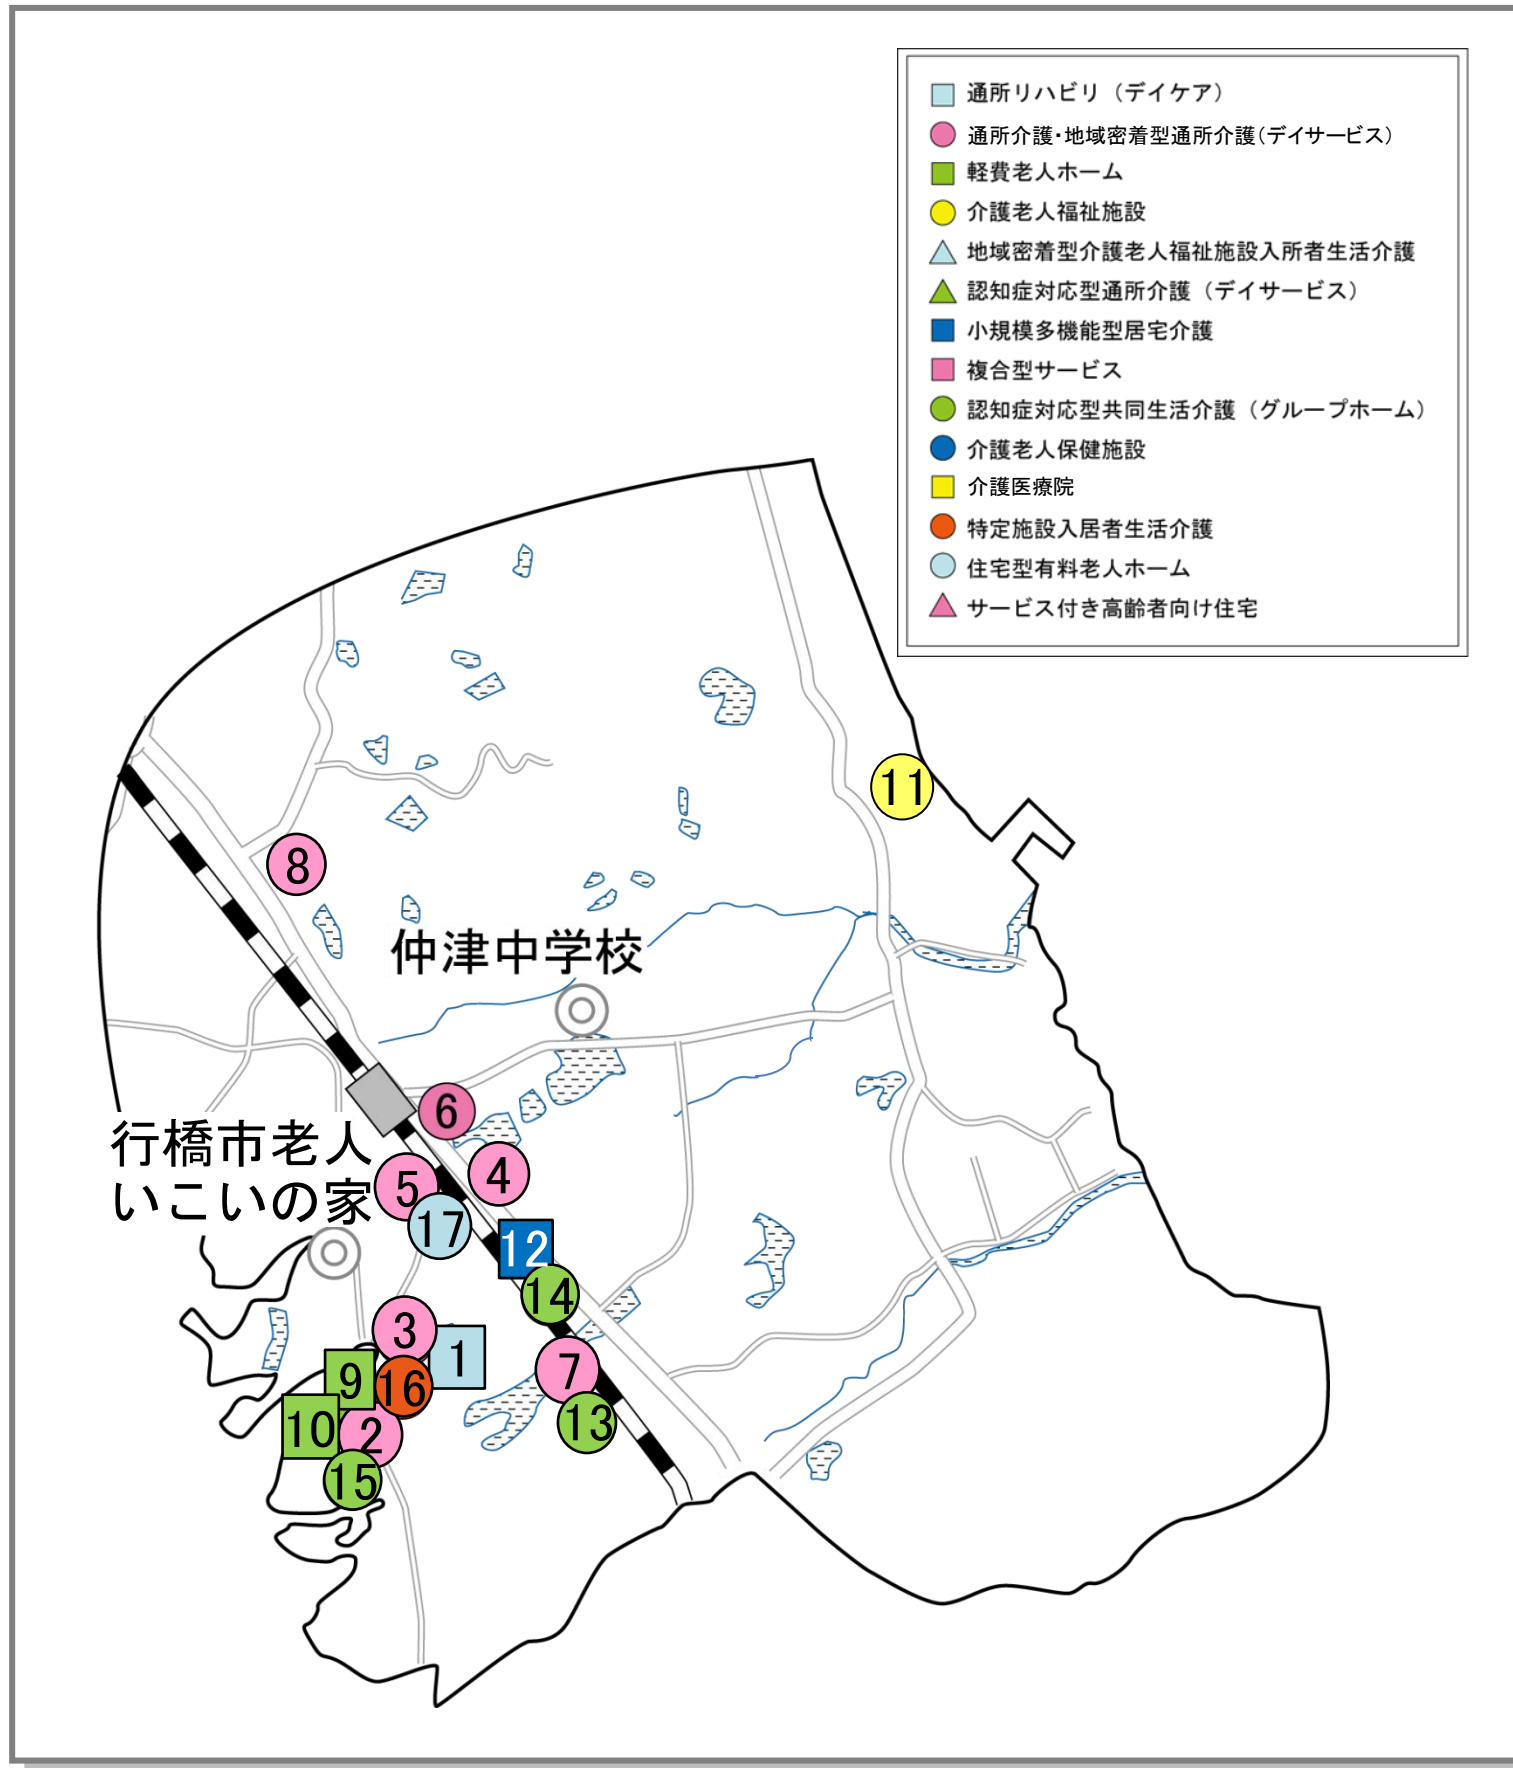 通所リハビリ（デイケア）
通所介護・地域密着型通所介護（デイサービス）
軽費老人ホーム
介護老人福祉施設
地域密着型介護老人福祉施設入所者生活介護
認知症対応型通所介護（デイサービス）
小規模多機能型居宅介護
複合型サービス
認知症対応型共同生活介護（グループホーム）
介護老人保健施設
介護医療院
特定施設入居者生活介護
住宅型有料老人ホーム
サービス付き高齢者向け住宅
11
8
仲津中学校
6
行橋市老人
いこいの家
5
4
17
12
14
3
1
7
9
16
10
2
13
15